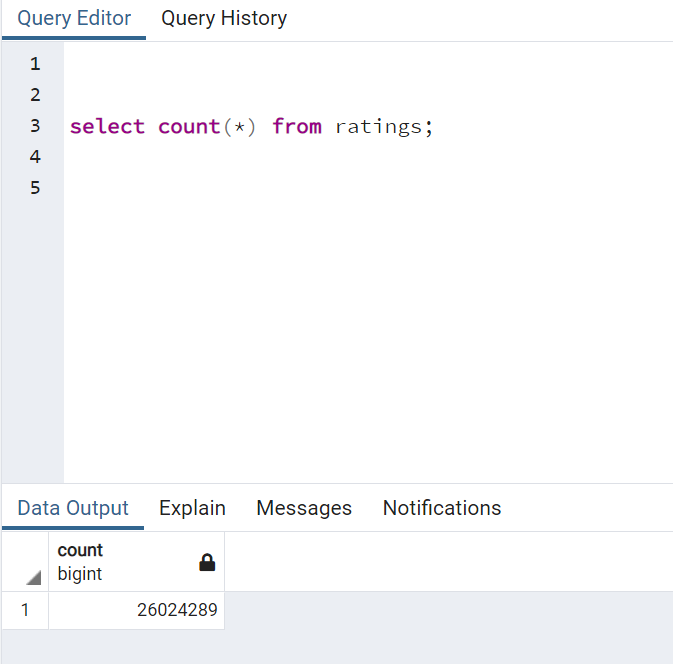 Query Editor Query History
1
2
3 select count(*) from ratings;
4
5
Data Output Explain Messages Notifications
count
bigint
1 26024289